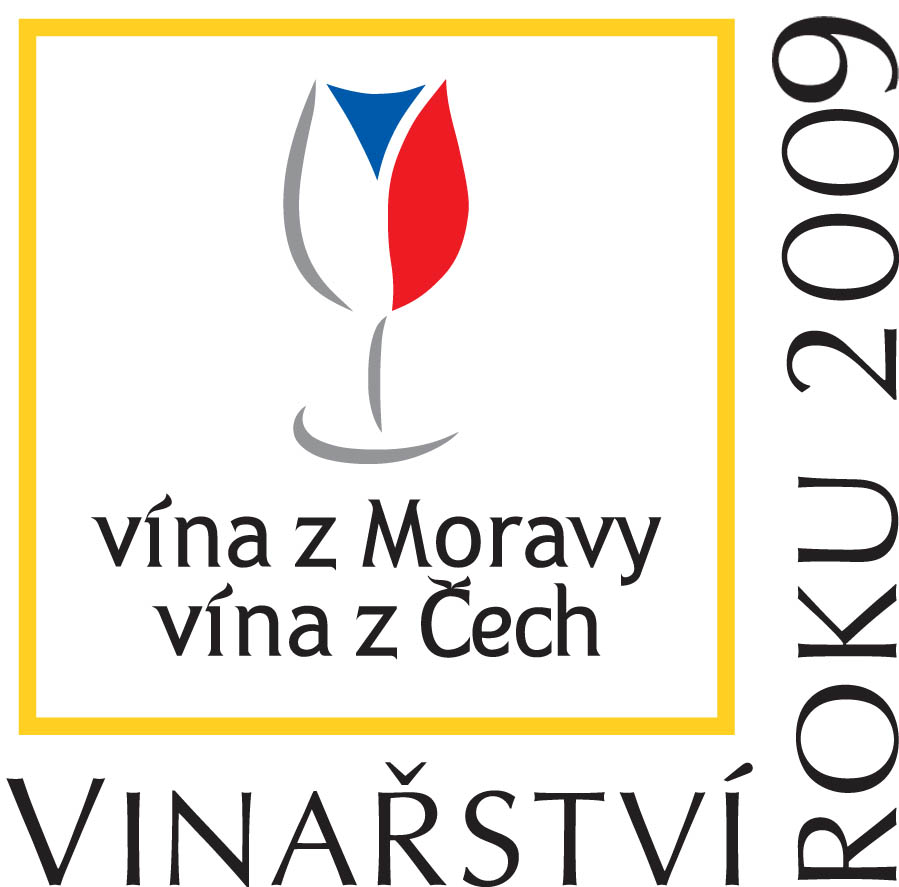 vína z Moravy
vína z Čech
VINAŘSTVÍ
ROKU 2009